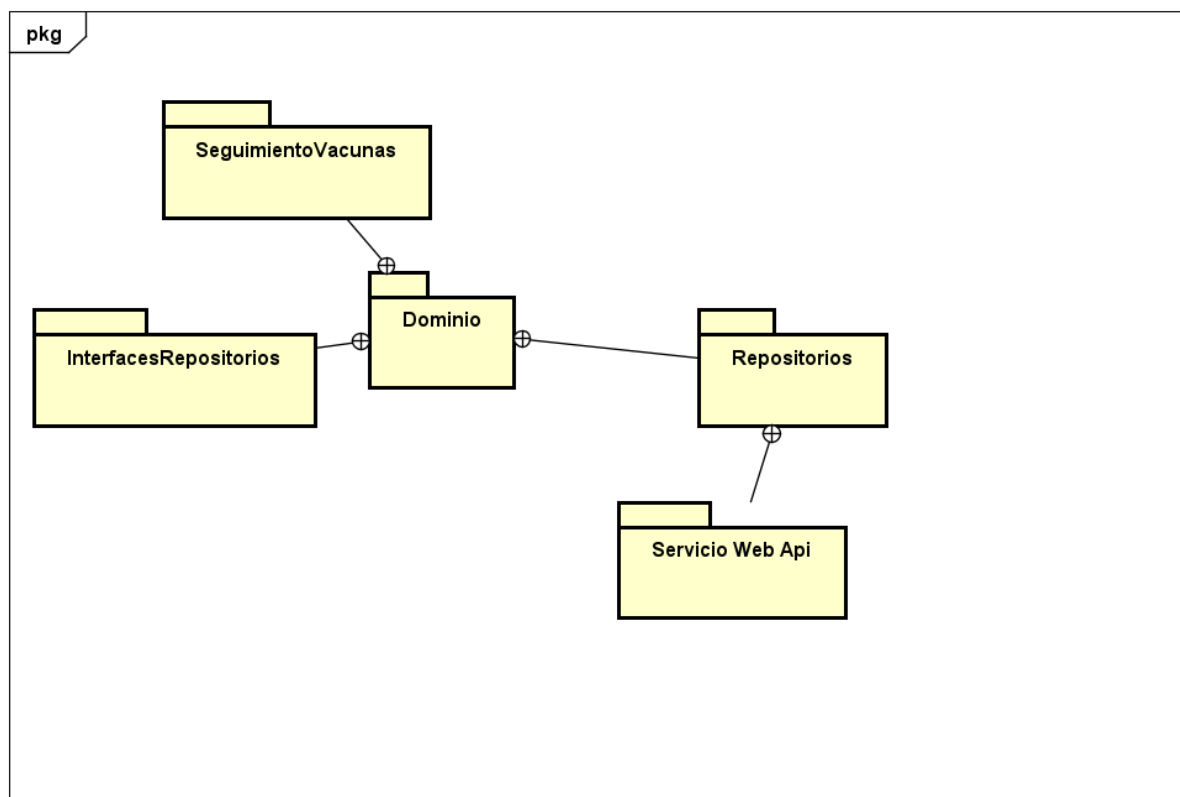 pkg
SeguimientoVacunas
Dominio
InterfacesRepositorios
Repositorios
Servicio Web Api